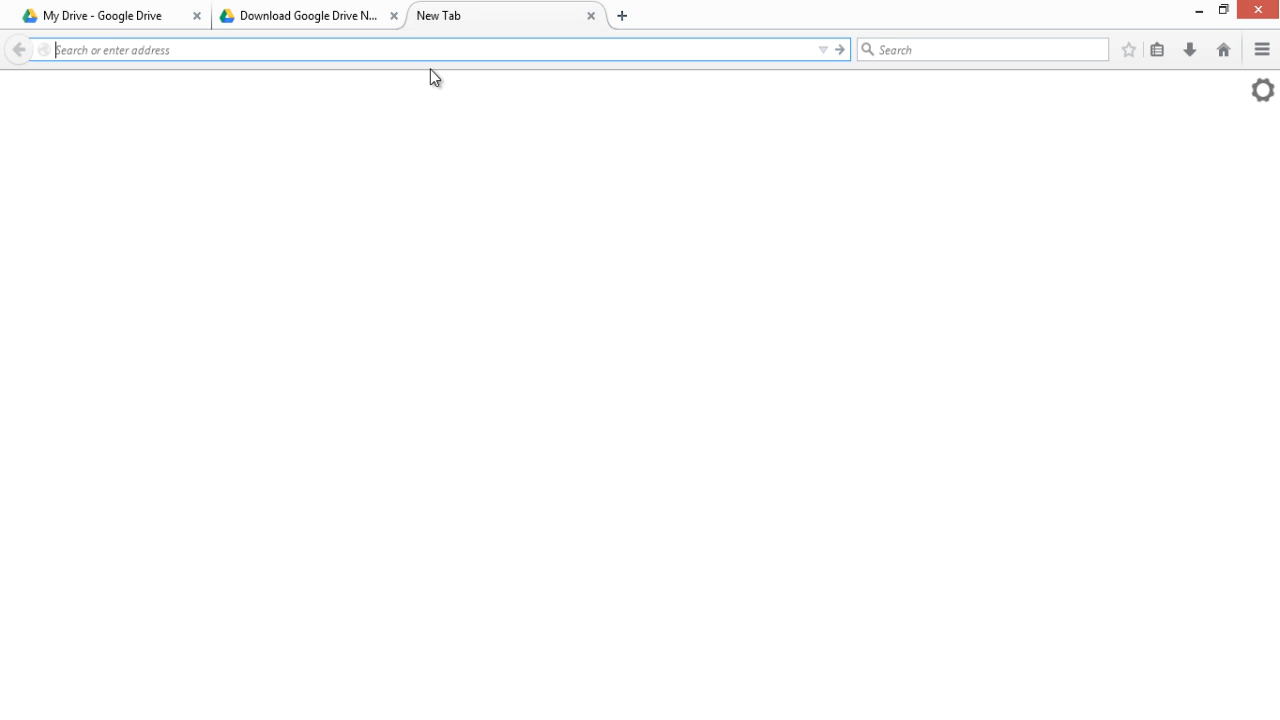 My Drive - Google Drive
Download Google Drive N...
New Tab
Search or enter address
Search